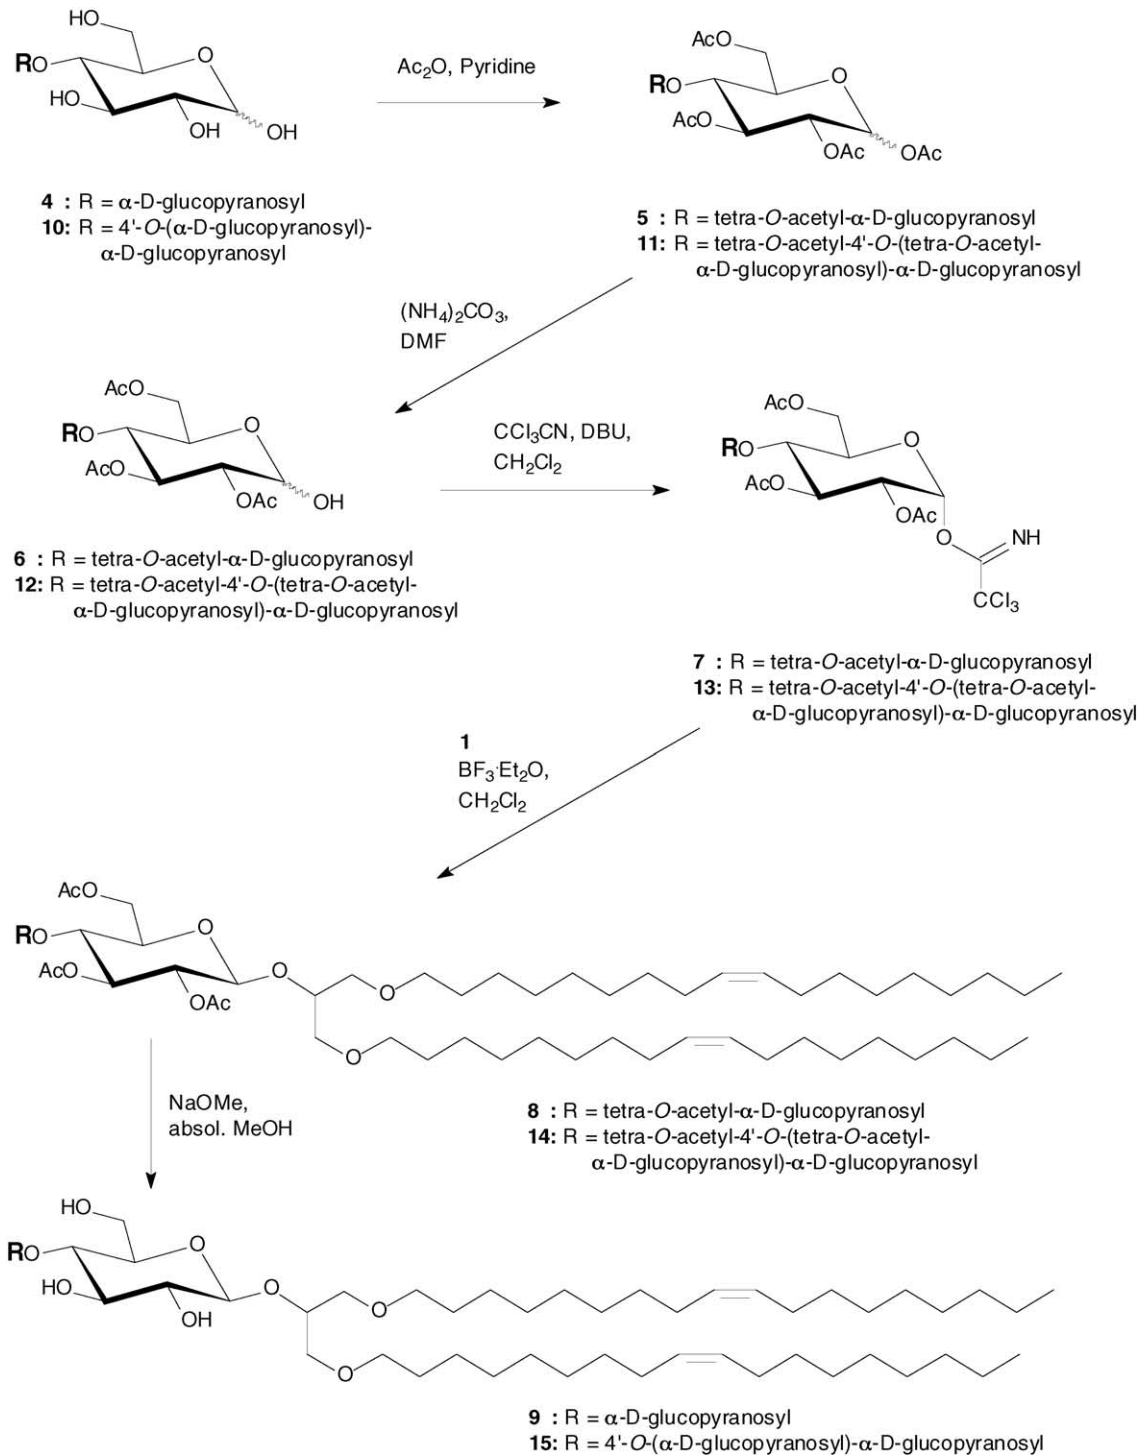 HO
RO
O
HO
OH
OH
Ac2O, Pyridine
AcO
RO
O
AcO
OAc
OAc
4 : R = α-D-glucopyranosyl
10: R = 4'-O-(α-D-glucopyranosyl)-
α-D-glucopyranosyl
5 : R = tetra-O-acetyl-α-D-glucopyranosyl
11: R = tetra-O-acetyl-4'-O-(tetra-O-acetyl-
α-D-glucopyranosyl)-α-D-glucopyranosyl
(NH4)2CO3,
DMF
AcO
RO
O
AcO
OAc
OH
CCl3CN, DBU,
CH2Cl2
AcO
RO
O
AcO
OAc
O
NH
CCl3
6 : R = tetra-O-acetyl-α-D-glucopyranosyl
12: R = tetra-O-acetyl-4'-O-(tetra-O-acetyl-
α-D-glucopyranosyl)-α-D-glucopyranosyl
7 : R = tetra-O-acetyl-α-D-glucopyranosyl
13: R = tetra-O-acetyl-4'-O-(tetra-O-acetyl-
α-D-glucopyranosyl)-α-D-glucopyranosyl
1
BF3·Et2O,
CH2Cl2
AcO
RO
O
AcO
OAc
O
O
O
NaOMe,
absol. MeOH
8 : R = tetra-O-acetyl-α-D-glucopyranosyl
14: R = tetra-O-acetyl-4'-O-(tetra-O-acetyl-
α-D-glucopyranosyl)-α-D-glucopyranosyl
HO
RO
O
HO
OH
O
O
O
9 : R = α-D-glucopyranosyl
15: R = 4'-O-(α-D-glucopyranosyl)-α-D-glucopyranosyl